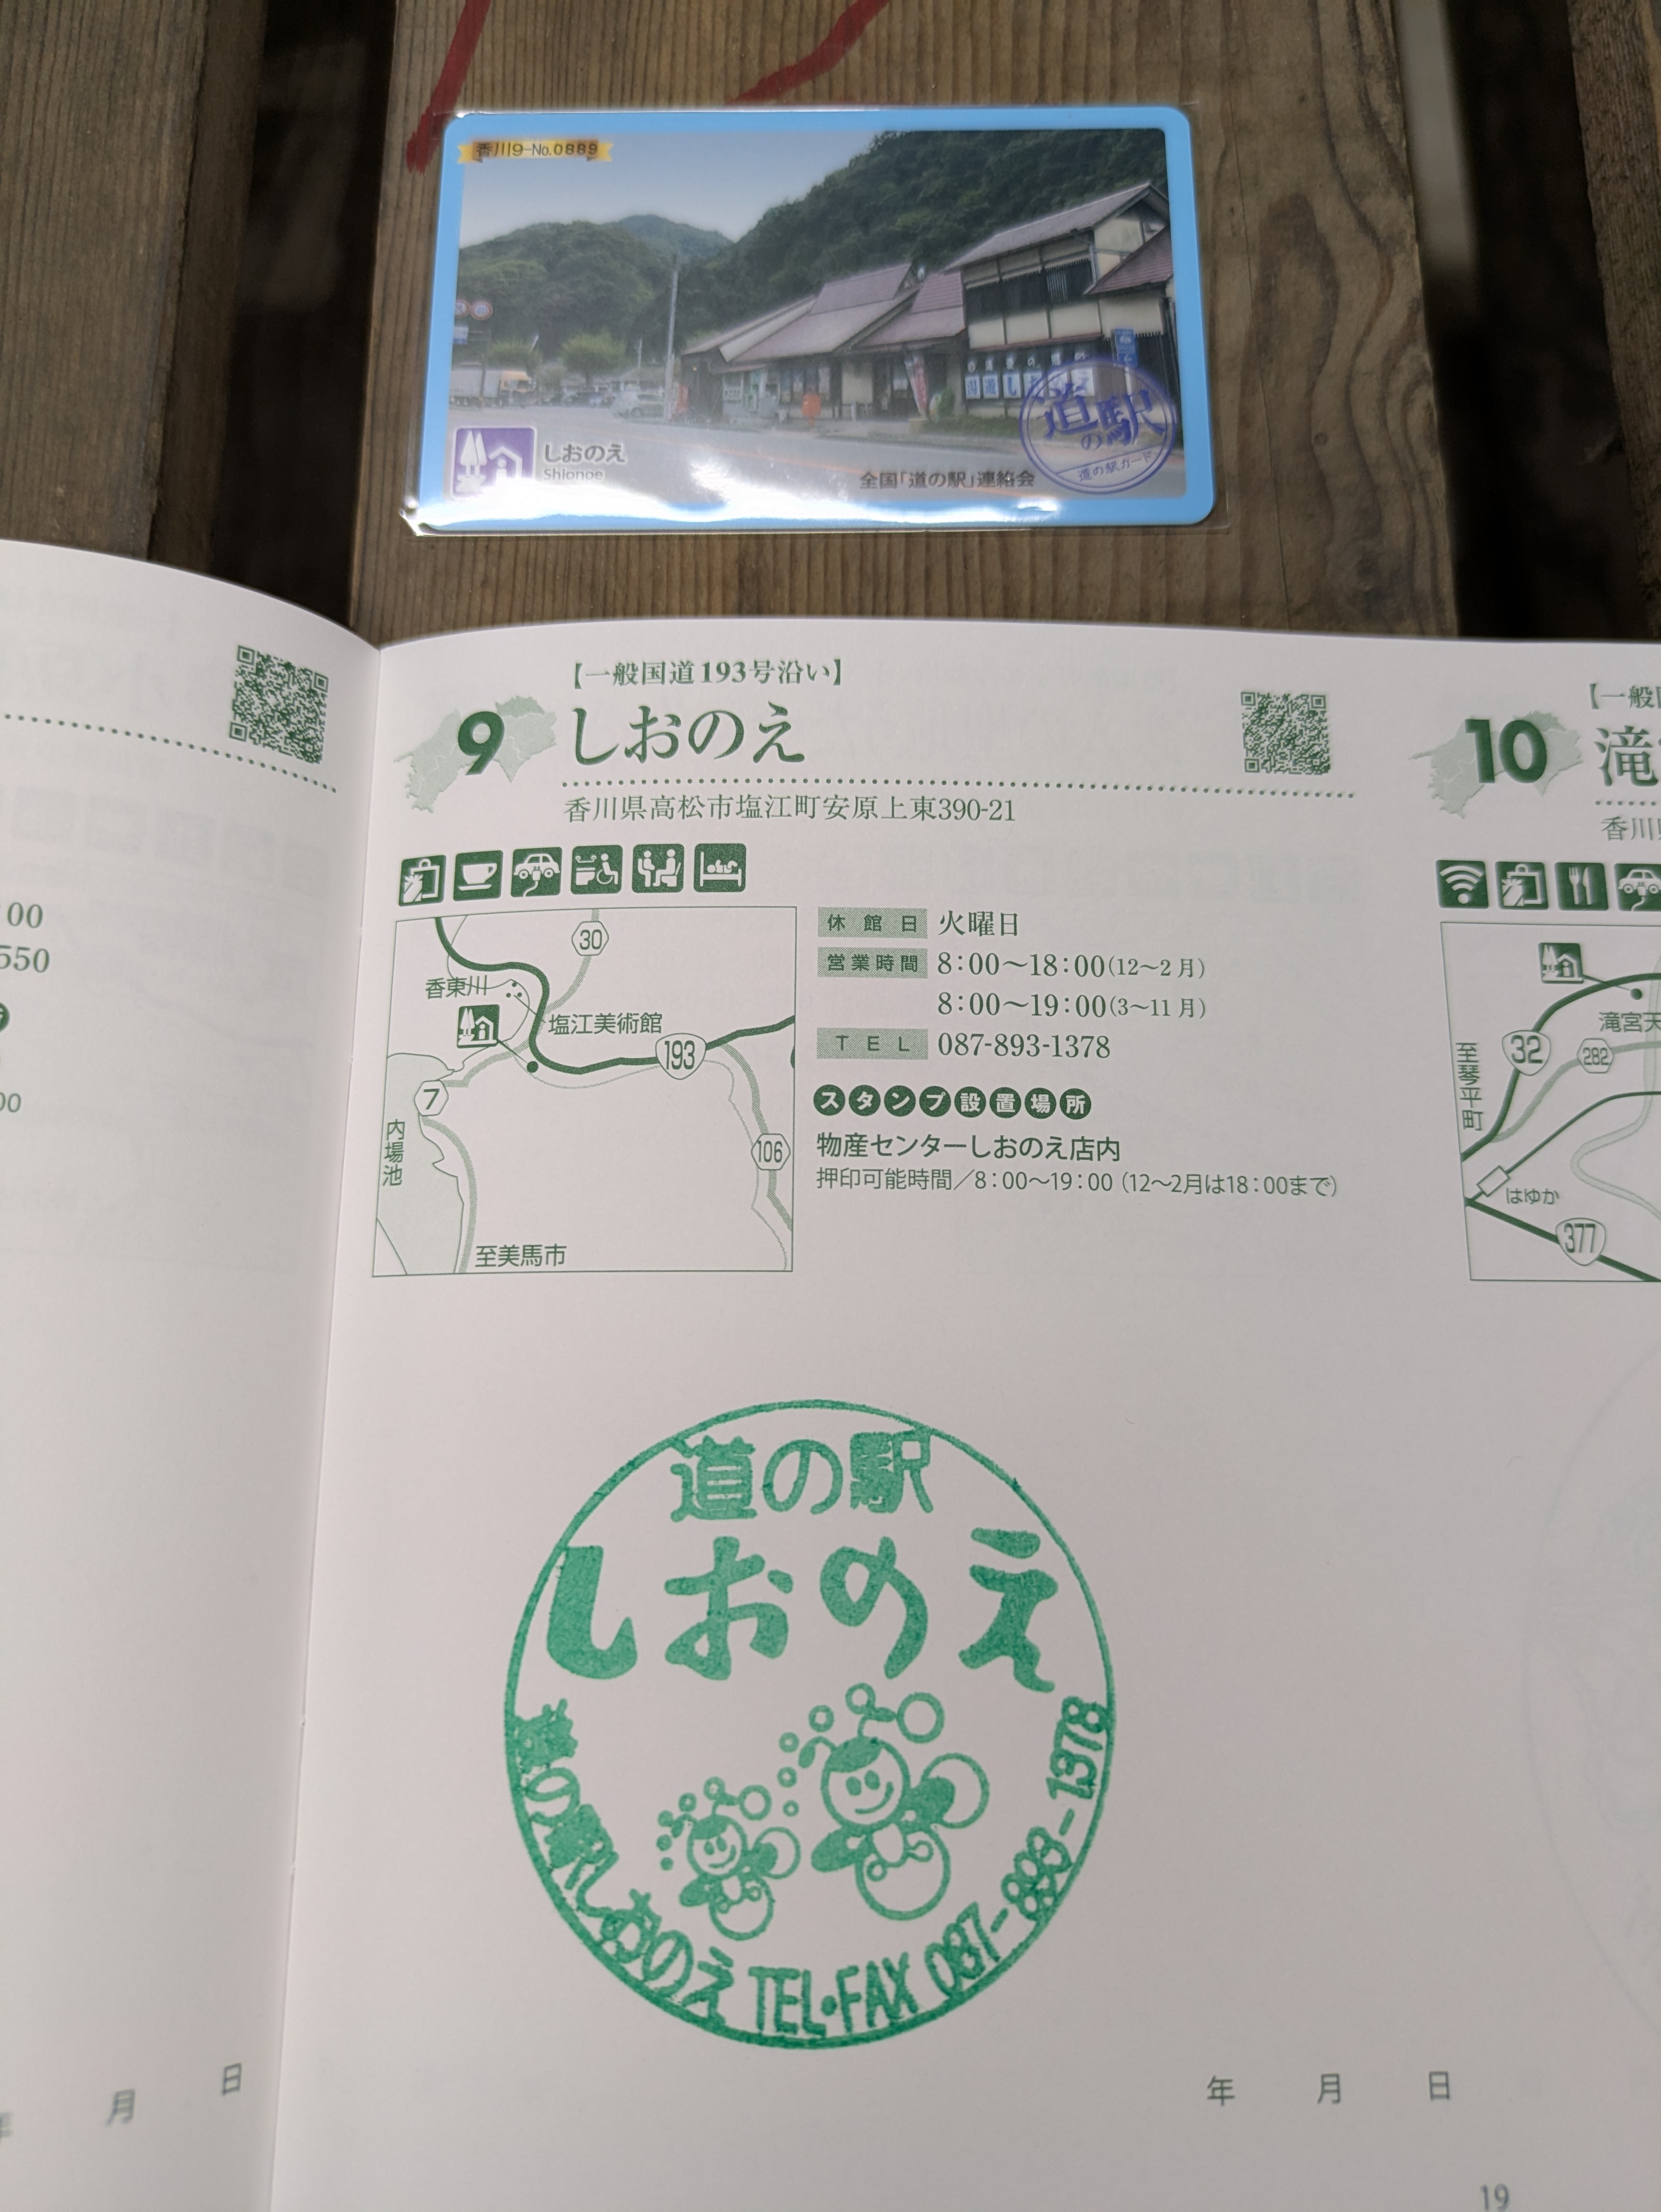 香川9-No.0889
しおのえ
Shionoe
全国「道の駅」連絡会
道の駅
道の駅カード
00
550
00
月 日
【一般国道193号沿い】
9 しおのえ
香川県高松市塩江町安原上東390-21
30
香東川
塩江美術館
193
7
内場池
106
至美馬市
休館日 火曜日
営業時間 8:00～18:00(12～2月)
8:00～19:00(3～11月)
TEL 087-893-1378
スタンプ設置場所
物産センターしおのえ店内
押印可能時間／8:00～19:00（12～2月は18:00まで）
道の駅
しおのえ
道の駅しおのえ TEL・FAX 087-893-1378
年 月 日
19
【一般
10 滝
香川
32
282
滝宮天
至琴平町
はゆか
377